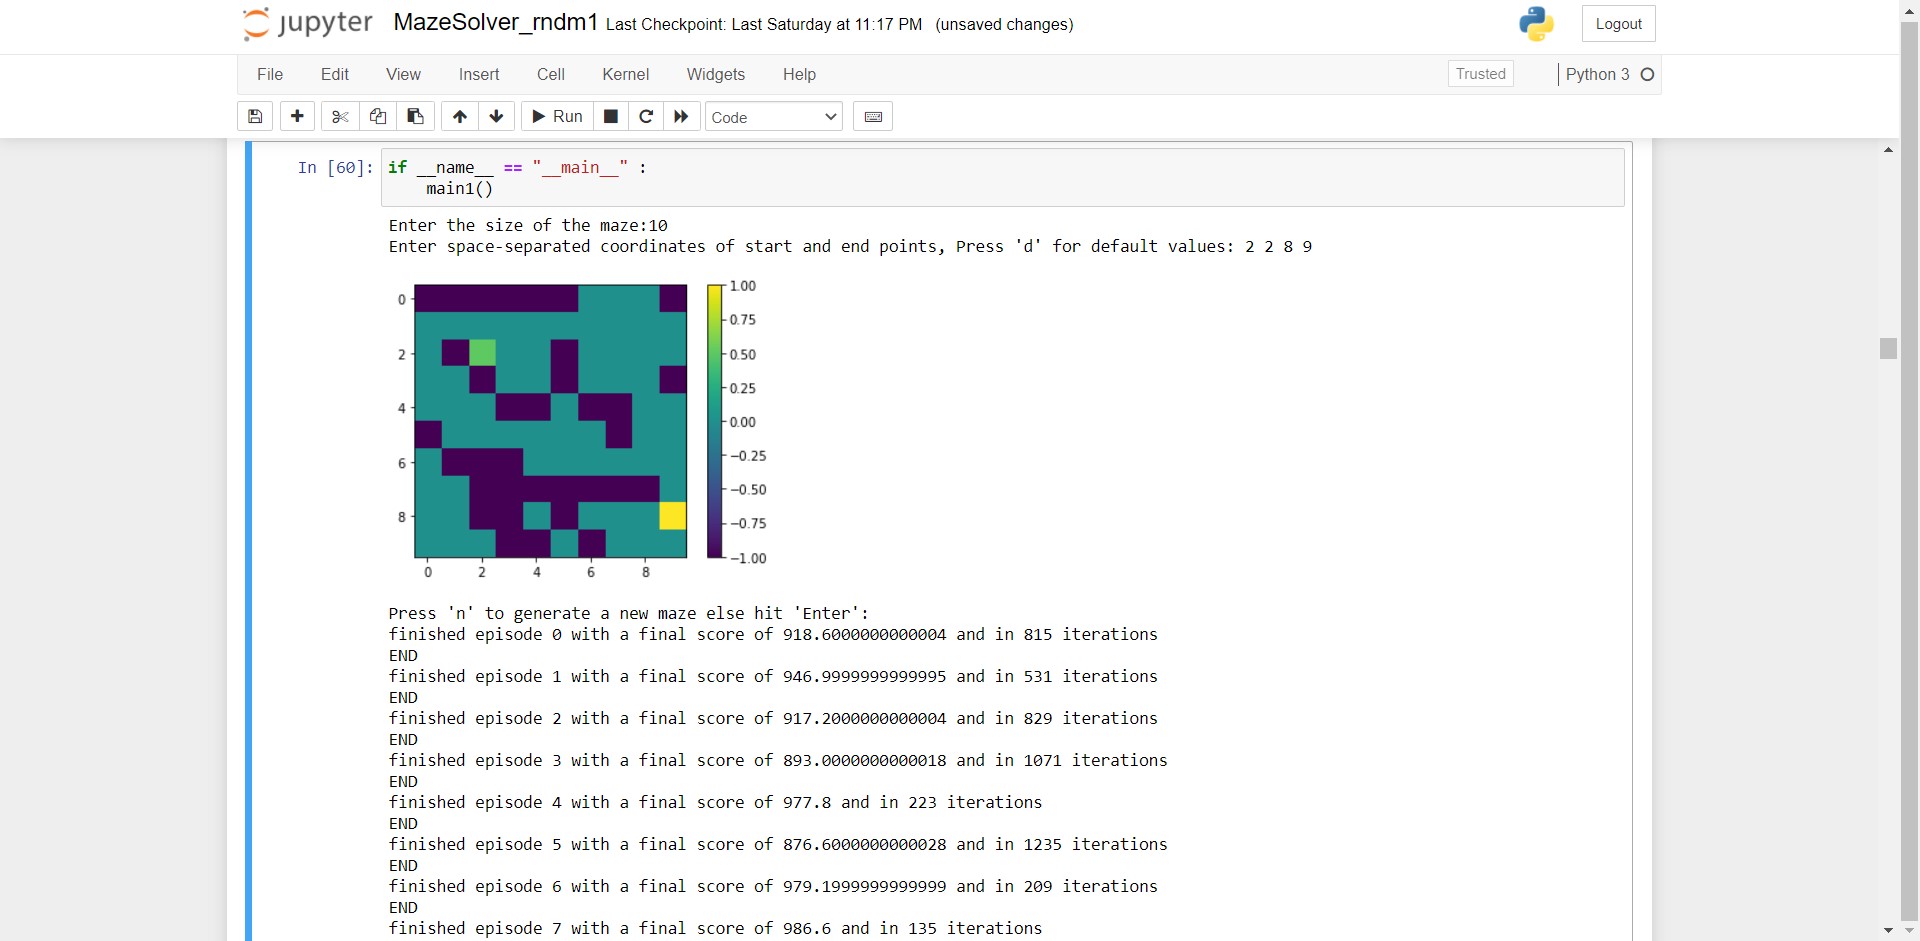 jupyter MazeSolver_rndm1 Last Checkpoint: Last Saturday at 11:17 PM (unsaved changes) Logout
File Edit View Insert Cell Kernel Widgets Help Trusted Python 3
Run Code
In [60]: if __name__ == "__main__" :
main1()
Enter the size of the maze:10
Enter space-separated coordinates of start and end points, Press 'd' for default values: 2 2 8 9
1.00
0
0.75
2 0.50
0.25
4 0.00
−0.25
6
−0.50
8 −0.75
−1.00
0 2 4 6 8
Press 'n' to generate a new maze else hit 'Enter':
finished episode 0 with a final score of 918.6000000000004 and in 815 iterations
END
finished episode 1 with a final score of 946.9999999999995 and in 531 iterations
END
finished episode 2 with a final score of 917.2000000000004 and in 829 iterations
END
finished episode 3 with a final score of 893.0000000000018 and in 1071 iterations
END
finished episode 4 with a final score of 977.8 and in 223 iterations
END
finished episode 5 with a final score of 876.6000000000028 and in 1235 iterations
END
finished episode 6 with a final score of 979.1999999999999 and in 209 iterations
END
finished episode 7 with a final score of 986.6 and in 135 iterations